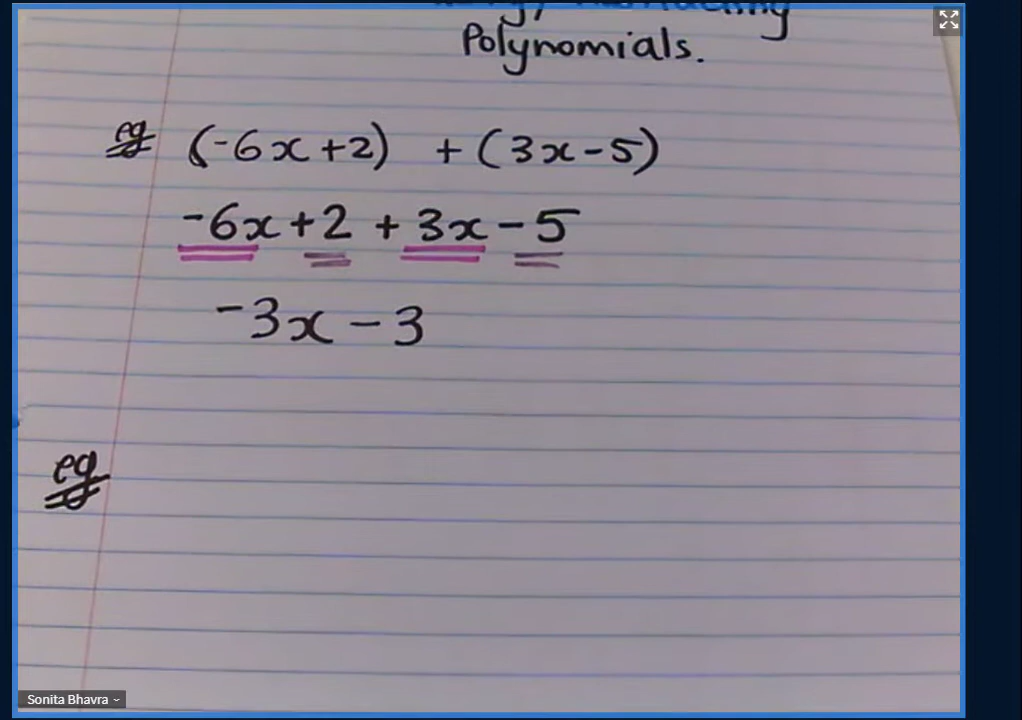 Polynomials.
eg (-6x+2) + (3x-5)
-6x+2 + 3x-5
-3x-3
eg
Sonita Bhavra